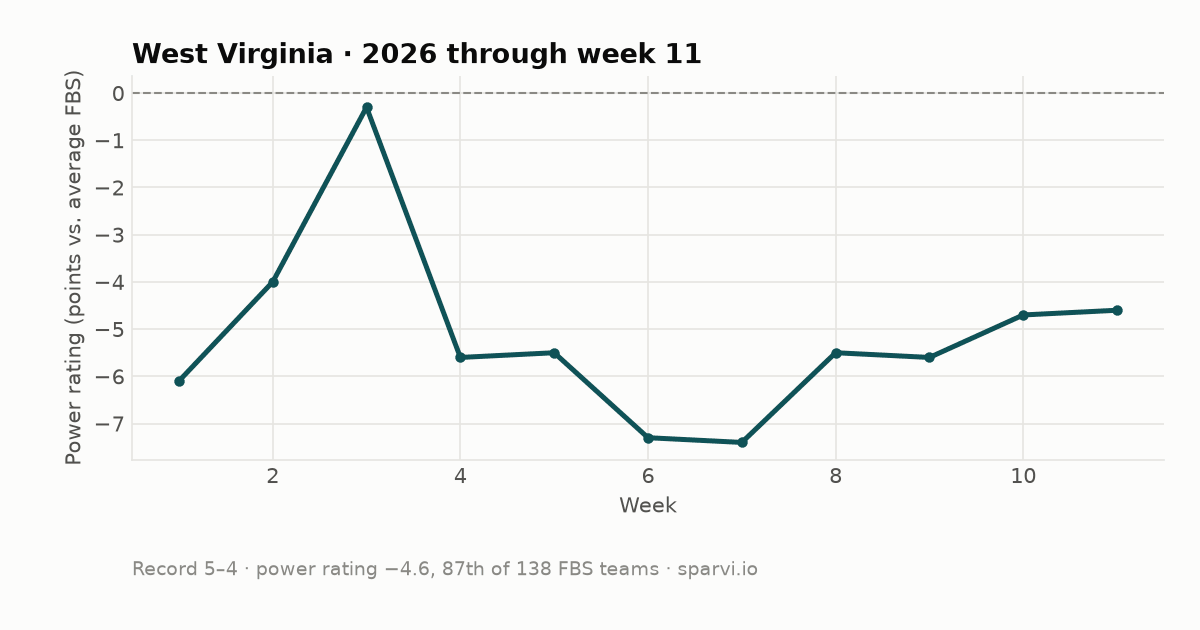 West Virginia · 2026 through week 11
Power rating (points vs. average FBS)
0
−1
−2
−3
−4
−5
−6
−7
2 4 6 8 10
Week
Record 5–4 · power rating −4.6, 87th of 138 FBS teams · sparvi.io